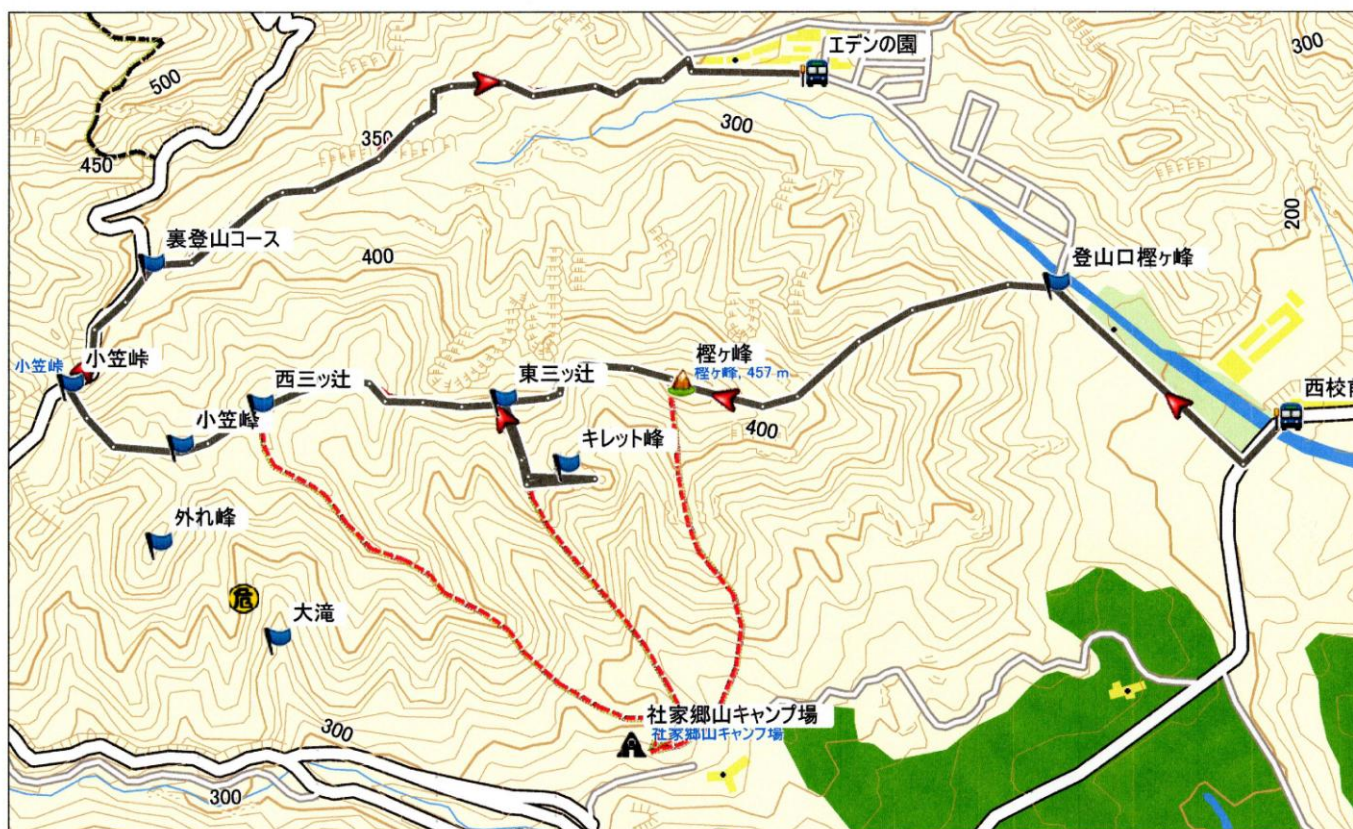 エデンの園
300
500
300
350
450
200
裏登山コース
400
登山口樫ヶ峰
小笠峠
小笠峠
西三ッ辻
東三ッ辻
樫ヶ峰
樫ヶ峰, 457 m
西校前
小笠峰
キレット峰
400
外れ峰
危
大滝
社家郷山キャンプ場
社家郷山キャンプ場
300
300